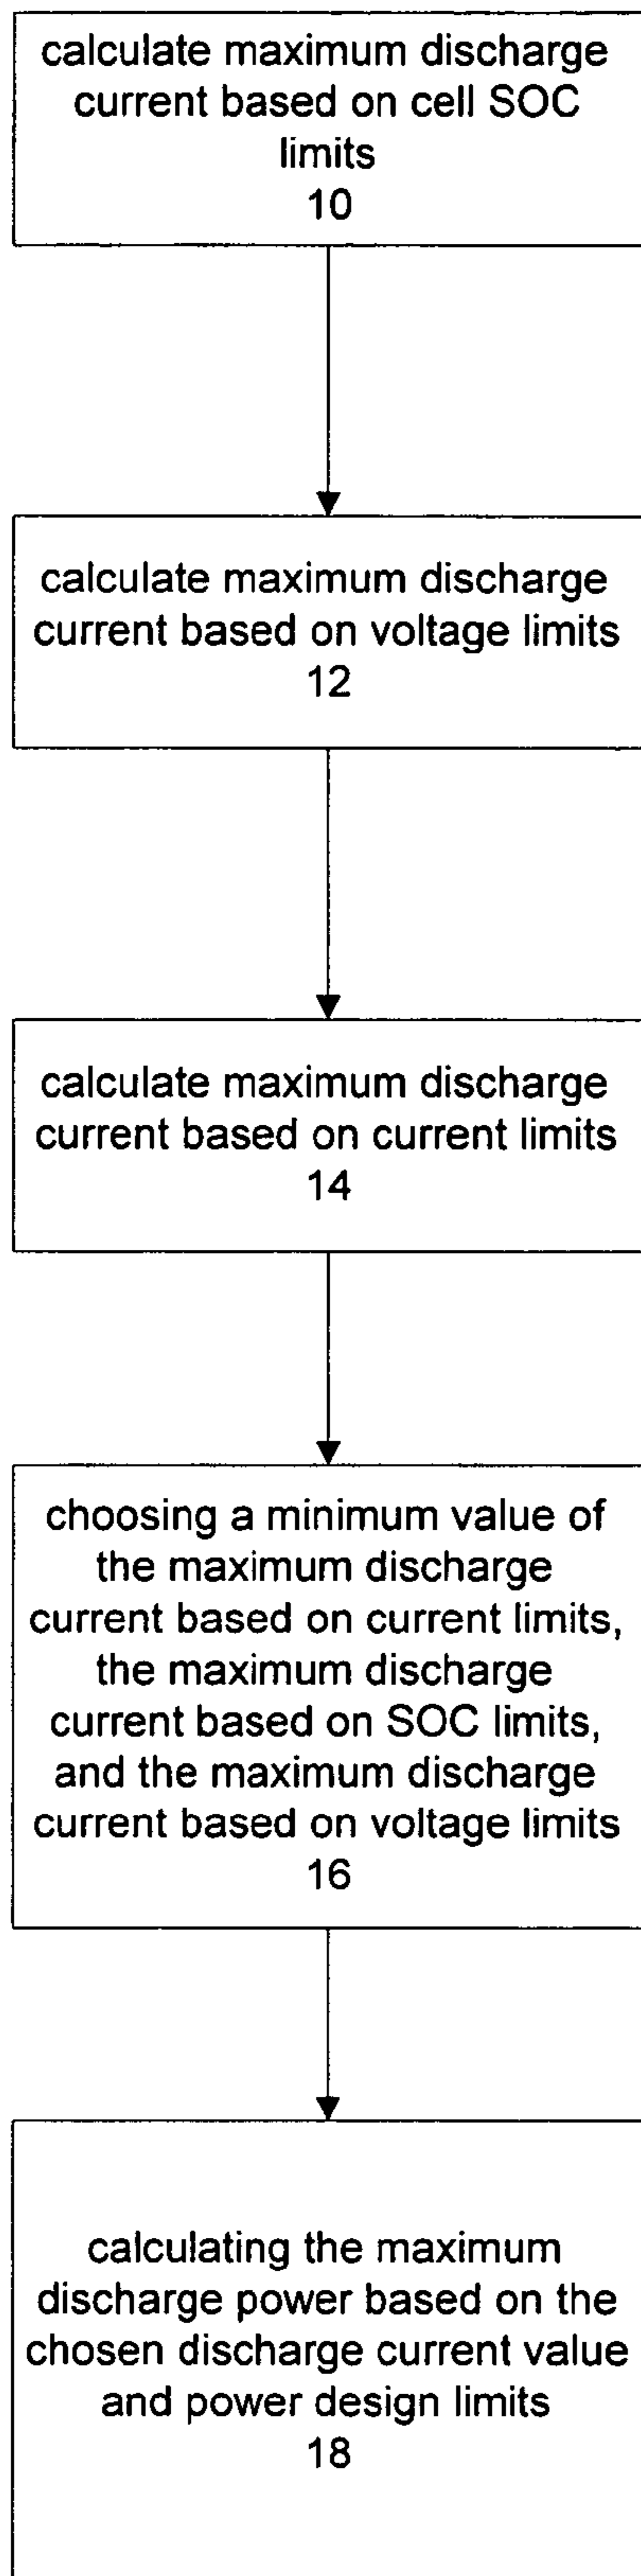 calculate maximum discharge
current based on cell SOC
limits
10
calculate maximum discharge
current based on voltage limits
12
calculate maximum discharge
current based on current limits
14
choosing a minimum value of
the maximum discharge
current based on current limits,
the maximum discharge
current based on SOC limits,
and the maximum discharge
current based on voltage limits
16
calculating the maximum
discharge power based on the
chosen discharge current value
and power design limits
18